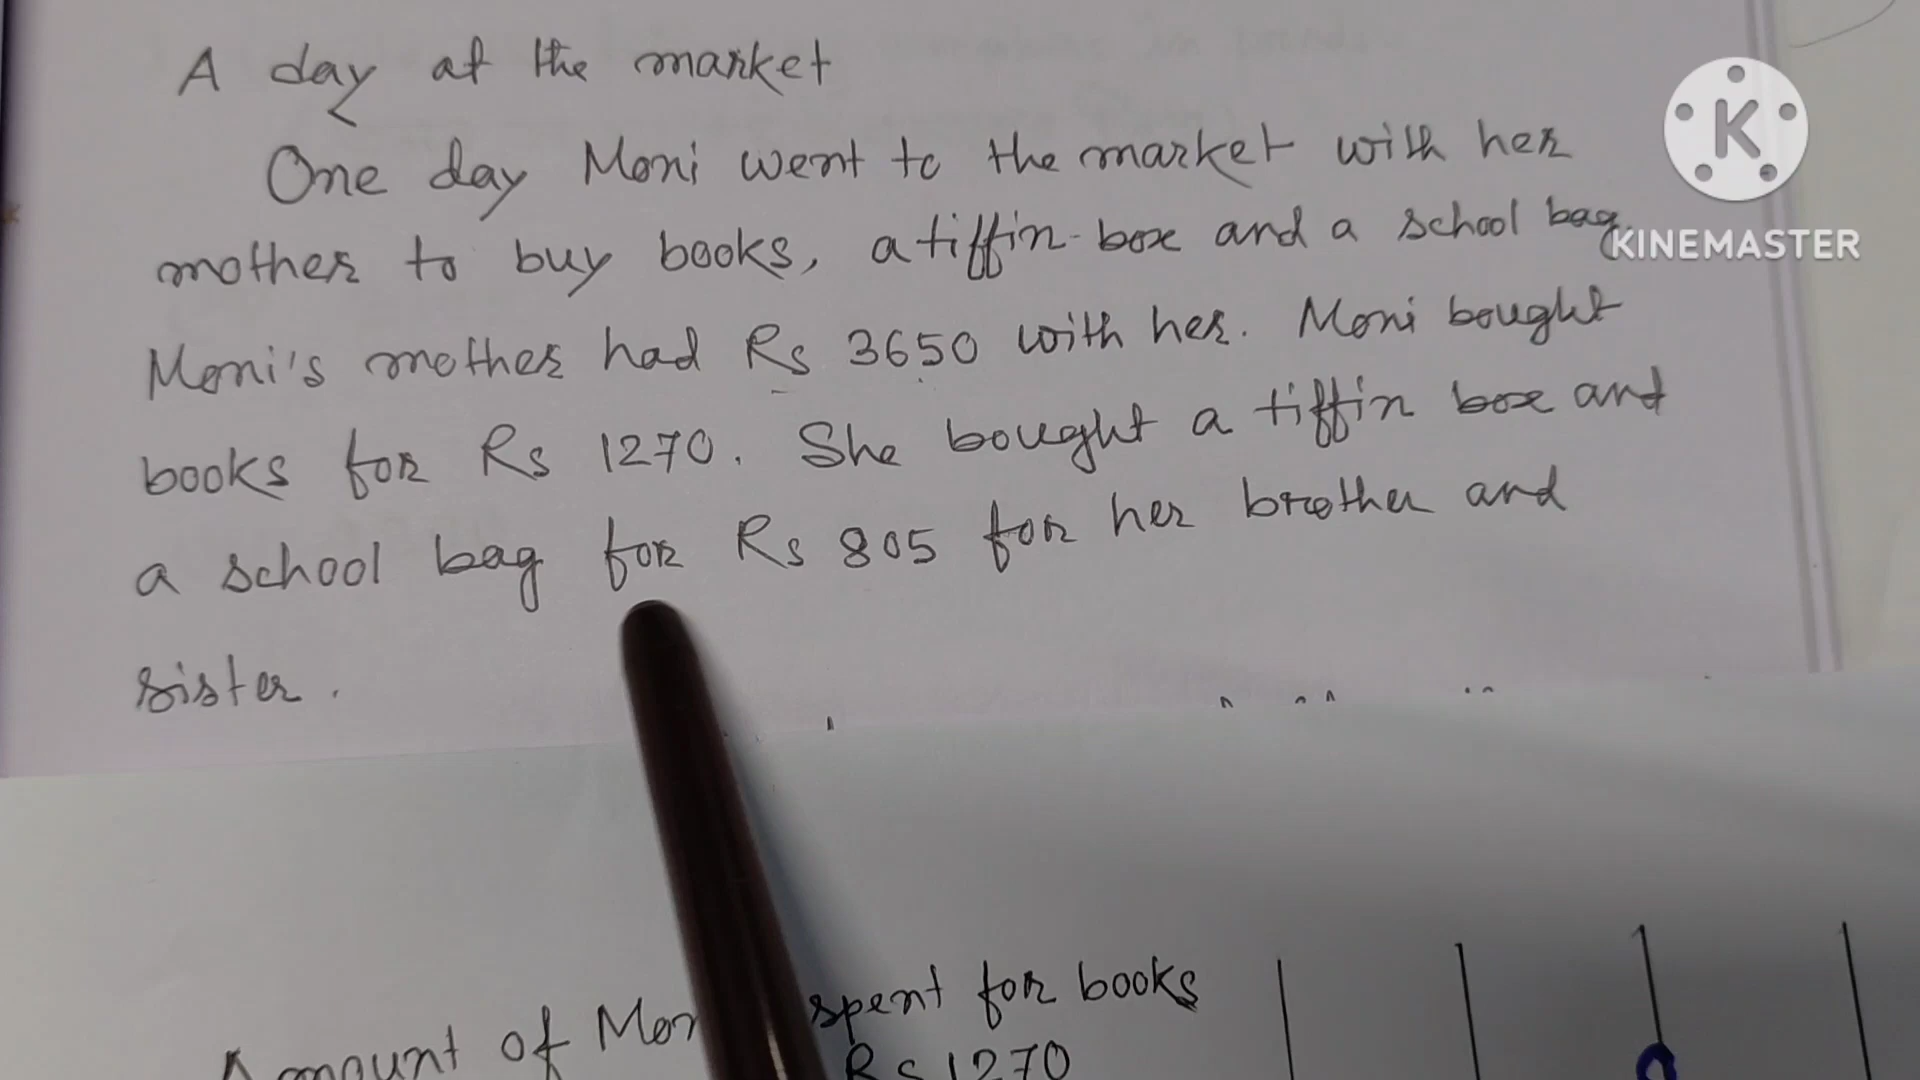 A day at the market
One day Moni went to the market with her
mother to buy books, a tiffin box and a school bag
Moni's mother had Rs 3650 with her. Moni bought
books for Rs 1270. She bought a tiffin box and
a school bag for Rs 805 for her brother and
sister.
Amount of spent for books
Rs 1270
K
KINEMASTER